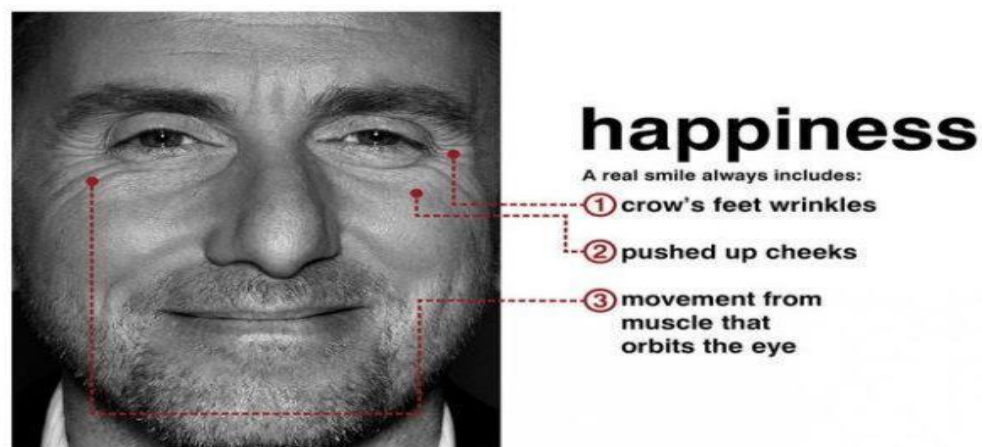 happiness
A real smile always includes:
1 crow's feet wrinkles
2 pushed up cheeks
3 movement from
muscle that
orbits the eye